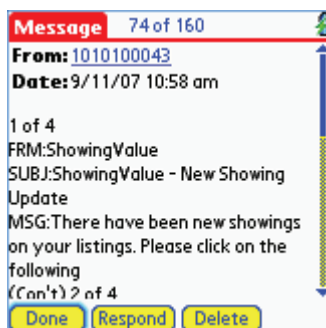 Message 74 of 160
From: 1010100043
Date: 9/11/07 10:58 am
1 of 4
FRM:ShowingValue
SUBJ:ShowingValue - New Showing
Update
MSG:There have been new showings
on your listings. Please click on the
following
(Con't) 2 of 4
Done Respond Delete